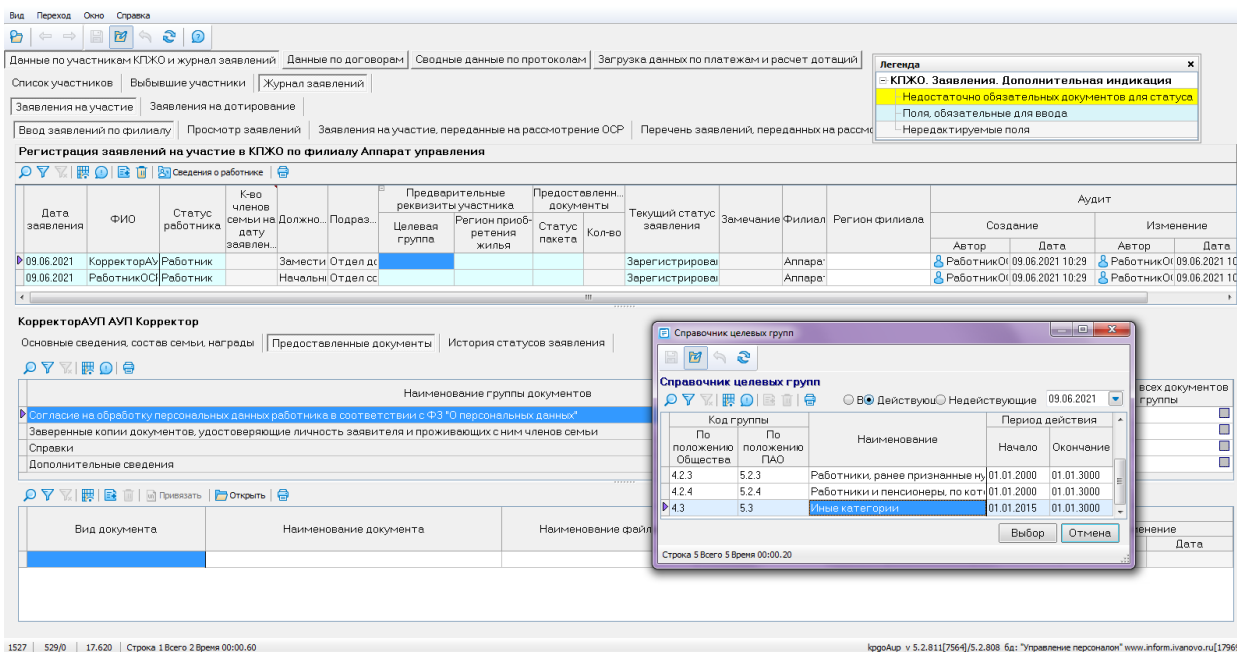 Вид Переход Окно Справка
Данные по участникам КПЖО и журнал заявлений Данные по договорам Сводные данные по протоколам Загрузка данных по платежам и расчет дотаций
Легенда
КПЖО. Заявления. Дополнительная индикация
Недостаточно обязательных документов для статуса
Поля, обязательные для ввода
Нередактируемые поля
Список участников Выбывшие участники Журнал заявлений
Заявления на участие Заявления на дотирование
Ввод заявлений по филиалу Просмотр заявлений Заявления на участие, переданные на рассмотрение ОСР Перечень заявлений, переданных на рассмо
Регистрация заявлений на участие в КПЖО по филиалу Аппарат управления
Сведения о работнике
Дата заявления ФИО Статус работника К-во членов семьи на дату заявлен... Должно... Подраз... Предварительные реквизиты участника Целевая группа Регион приоб-ретения жилья Предоставленн... документы Статус пакета Кол-во Текущий статус заявления Замечание Филиал Регион филиала Аудит Создание Автор Дата Изменение Автор Дата
09.06.2021 КорректорАУ Работник Замести Отдел дс Зарегистрирова Аппара РаботникО 09.06.2021 10:29 РаботникО 09.06.2021 10
09.06.2021 РаботникОСР Работник Начальн Отдел сс Зарегистрирова Аппара РаботникО 09.06.2021 10:29 РаботникО 09.06.2021 10
КорректорАУП АУП Корректор
Основные сведения, состав семьи, награды Предоставленные документы История статусов заявления
Наименование группы документов
всех документов
группы
Согласие на обработку персональных данных работника в соответствии с ФЗ "О персональных данных"
Заверенные копии документов, удостоверяющие личность заявителя и проживающих с ним членов семьи
Справки
Дополнительные сведения
Привязать Открыть
Вид документа Наименование документа Наименование файл
енение
Дата
Справочник целевых групп
Справочник целевых групп
Вс Действующ Недействующие 09.06.2021
Код группы Период действия
По положению Общества По положению ПАО Наименование Начало Окончание
4.2.3 5.2.3 Работники, ранее признанные ну 01.01.2000 01.01.3000
4.2.4 5.2.4 Работники и пенсионеры, по кот 01.01.2000 01.01.3000
4.3 5.3 Иные категории 01.01.2015 01.01.3000
Выбор Отмена
Строка 5 Всего 5 Время 00:00.20
1527 529/0 17.620 Строка 1 Всего 2 Время 00:00.60 kpgoAup v 5.2.811[7564]/5.2.808 бд: "Управление персоналом" www.inform.ivanovo.ru[1796